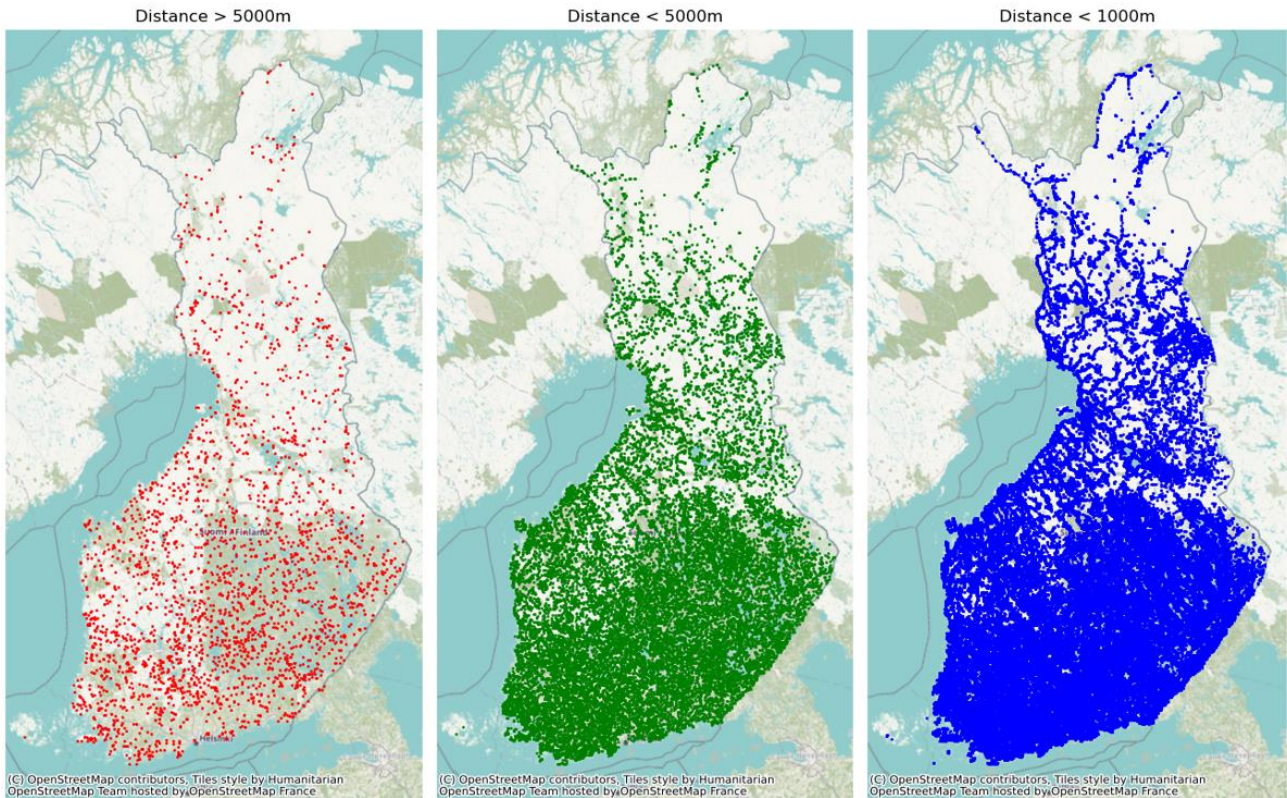 Distance > 5000m
Distance < 5000m
Distance < 1000m
Suomi / Finland
Helsinki
(C) OpenStreetMap contributors, Tiles style by Humanitarian
OpenStreetMap Team hosted by OpenStreetMap France
(C) OpenStreetMap contributors, Tiles style by Humanitarian
OpenStreetMap Team hosted by OpenStreetMap France
(C) OpenStreetMap contributors, Tiles style by Humanitarian
OpenStreetMap Team hosted by OpenStreetMap France